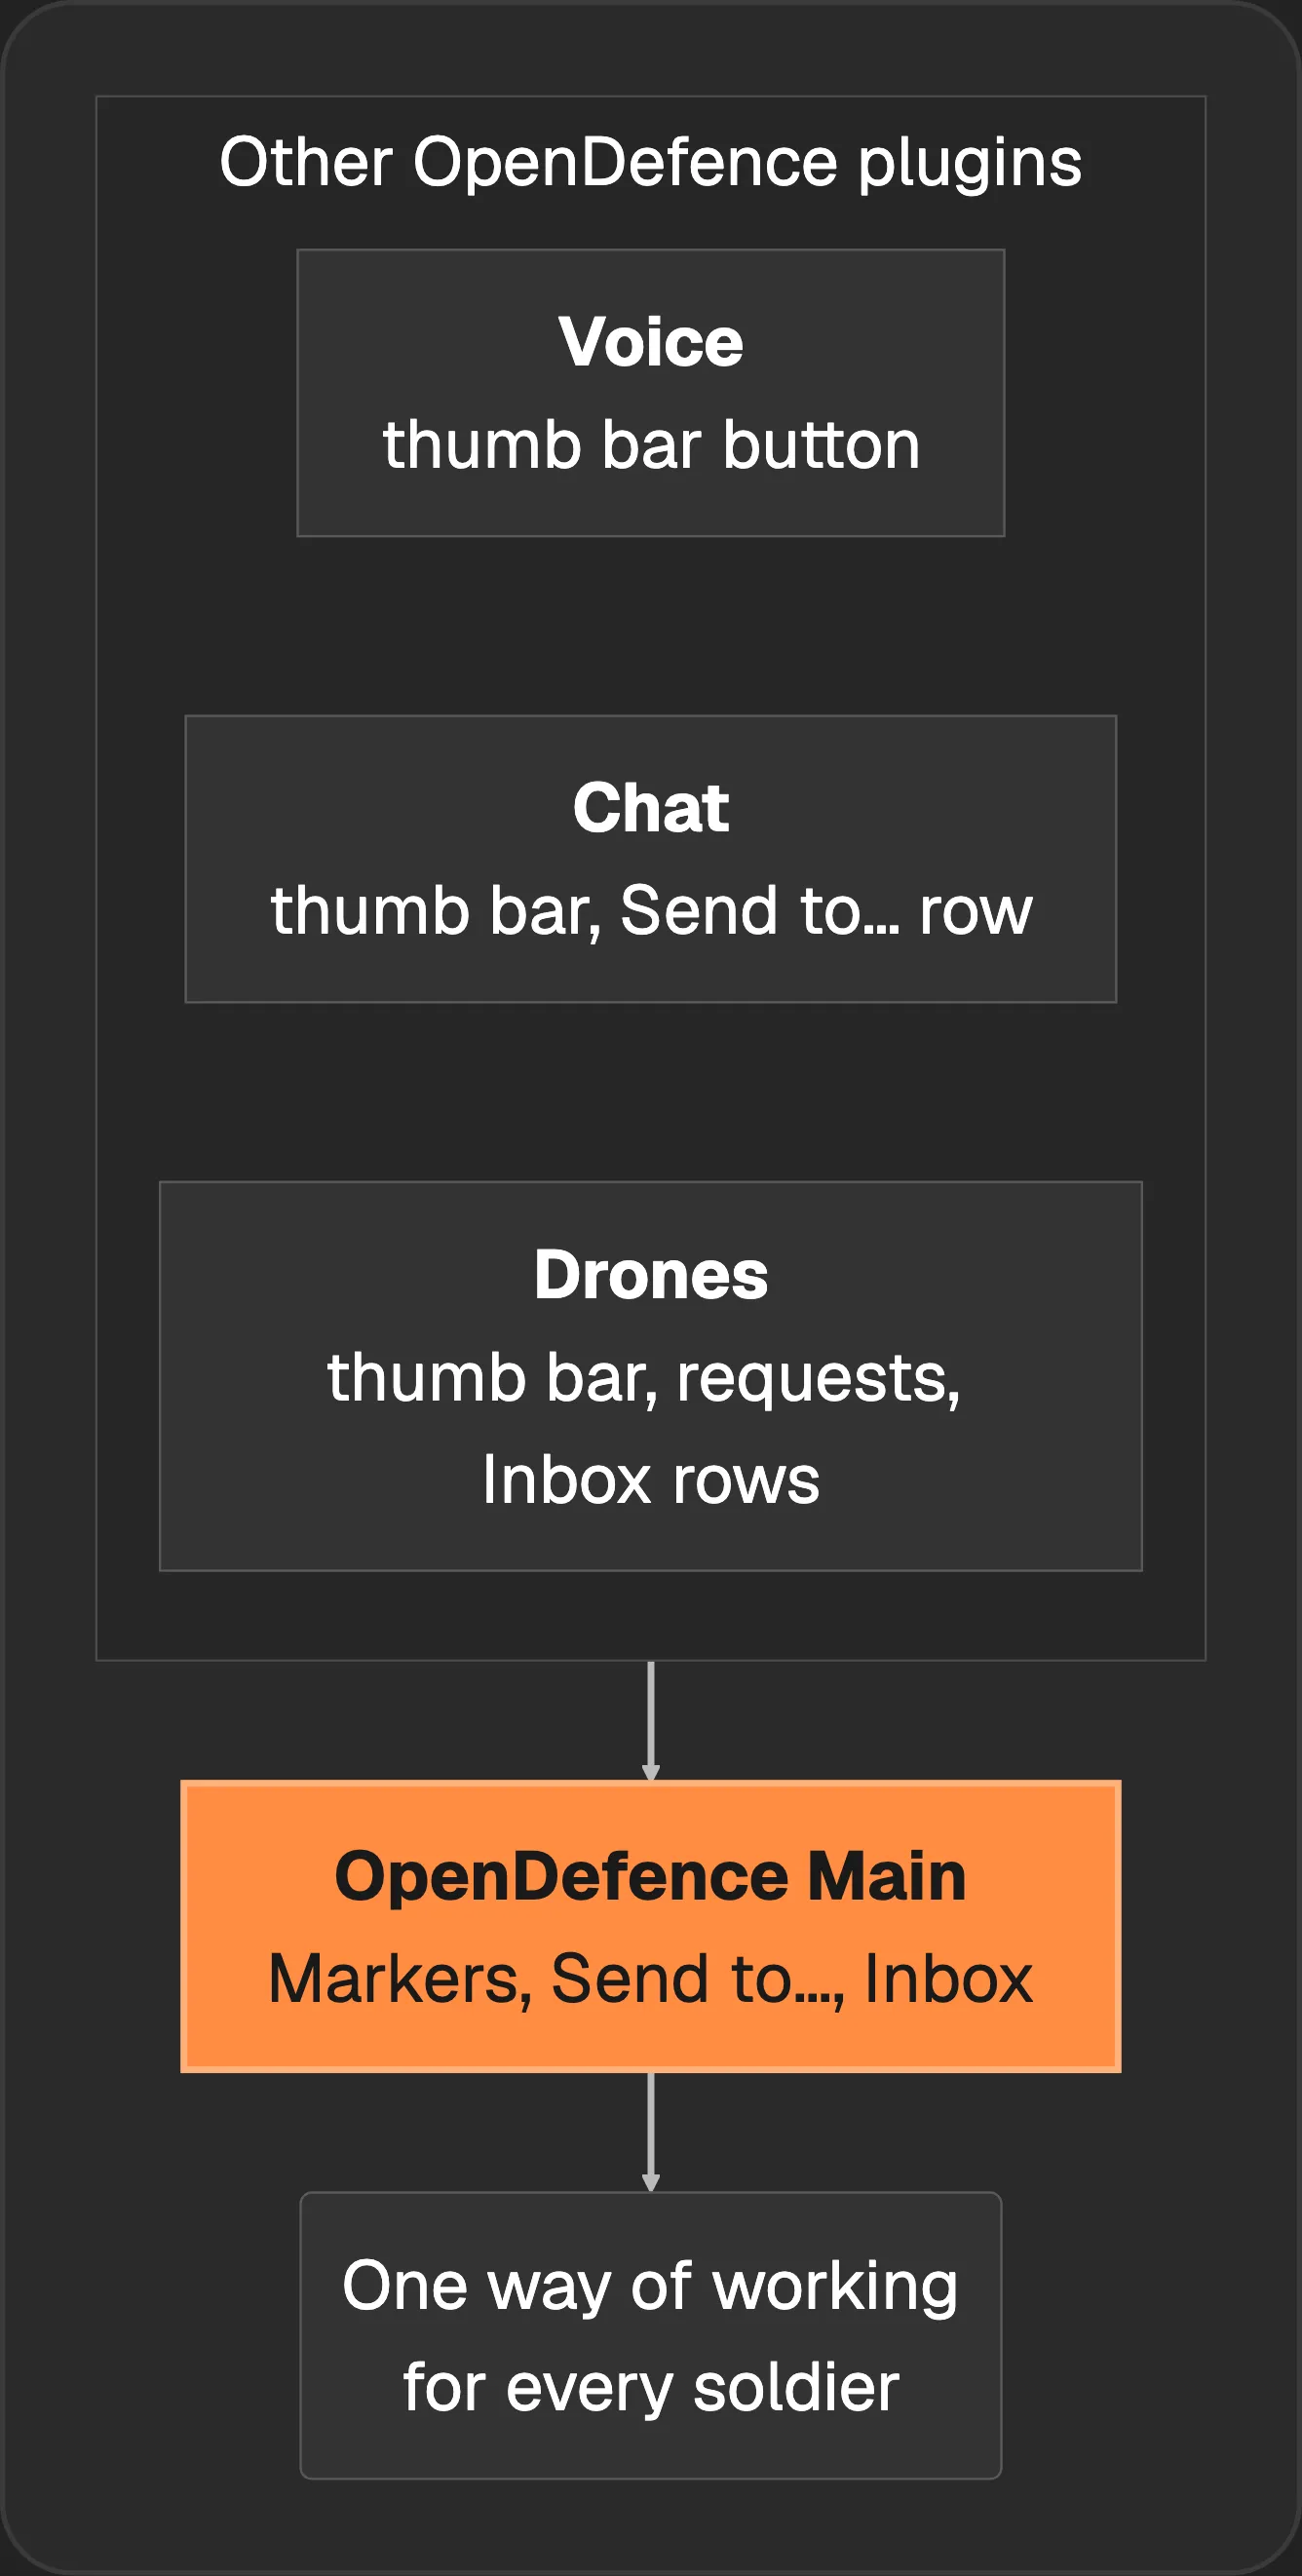 Other OpenDefence plugins
Voice
thumb bar button
Chat
thumb bar, Send to... row
Drones
thumb bar, requests,
Inbox rows
OpenDefence Main
Markers, Send to..., Inbox
One way of working
for every soldier